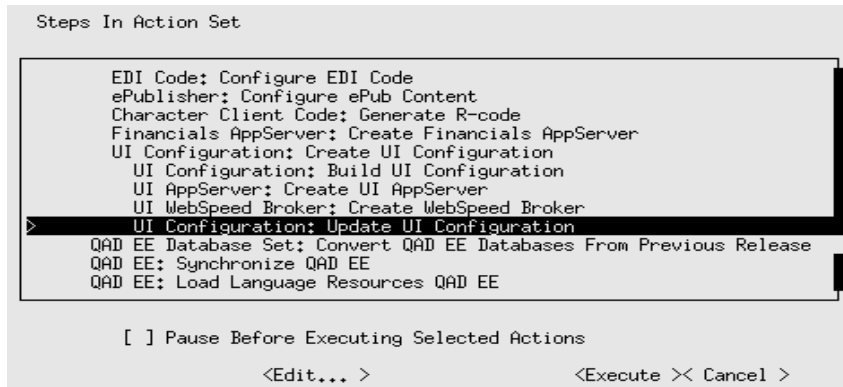 Steps In Action Set
EDI Code: Configure EDI Code
ePublisher: Configure ePub Content
Character Client Code: Generate R-code
Financials AppServer: Create Financials AppServer
UI Configuration: Create UI Configuration
UI Configuration: Build UI Configuration
UI AppServer: Create UI AppServer
UI WebSpeed Broker: Create WebSpeed Broker
> UI Configuration: Update UI Configuration
QAD EE Database Set: Convert QAD EE Databases From Previous Release
QAD EE: Synchronize QAD EE
QAD EE: Load Language Resources QAD EE
[ ] Pause Before Executing Selected Actions
<Edit... > <Execute >< Cancel >